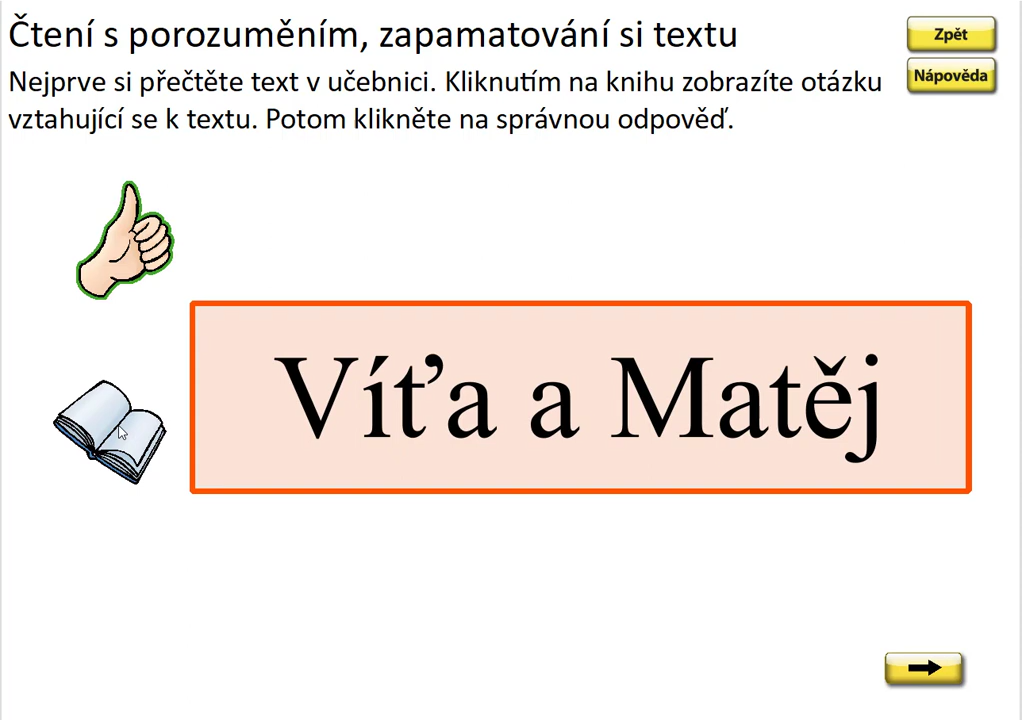 Čtení s porozuměním, zapamatování si textu
Zpět
Nápověda
Nejprve si přečtěte text v učebnici. Kliknutím na knihu zobrazíte otázku
vztahující se k textu. Potom klikněte na správnou odpověď.
Víťa a Matěj